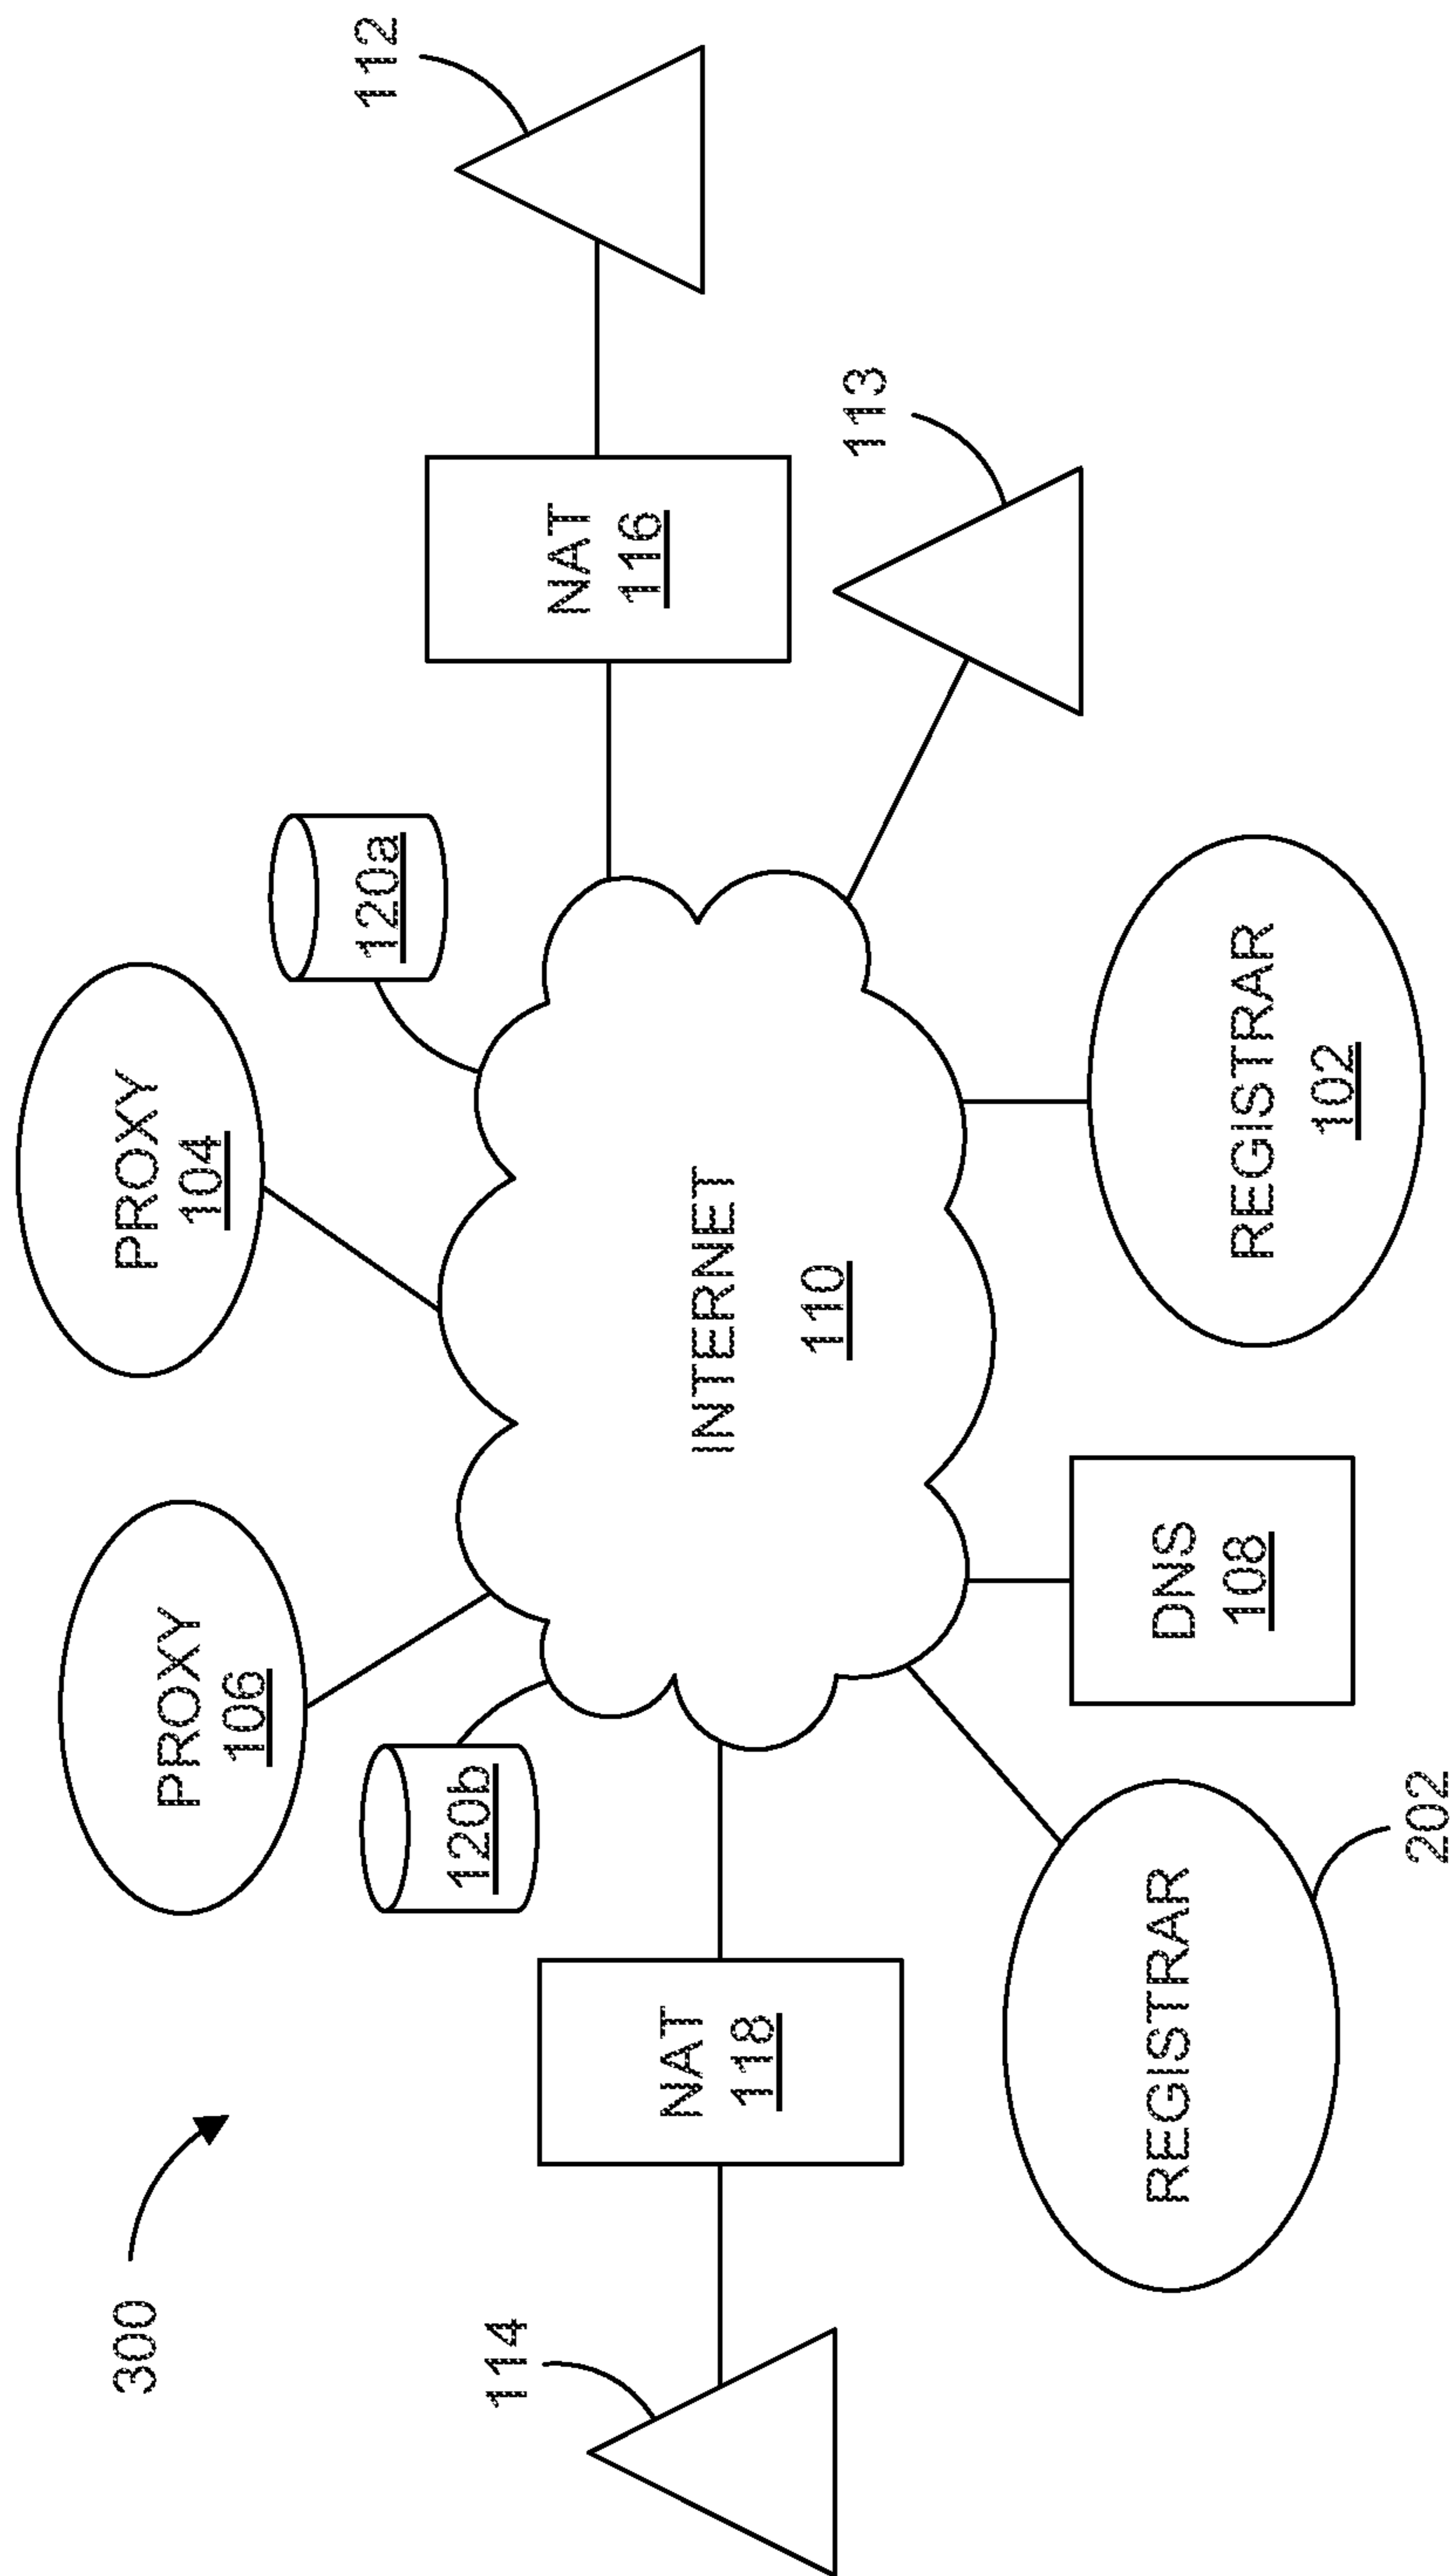 300
PROXY
106
PROXY
104
120b
120a
112
114
NAT
118
INTERNET
110
NAT
116
113
REGISTRAR
202
DNS
108
REGISTRAR
102